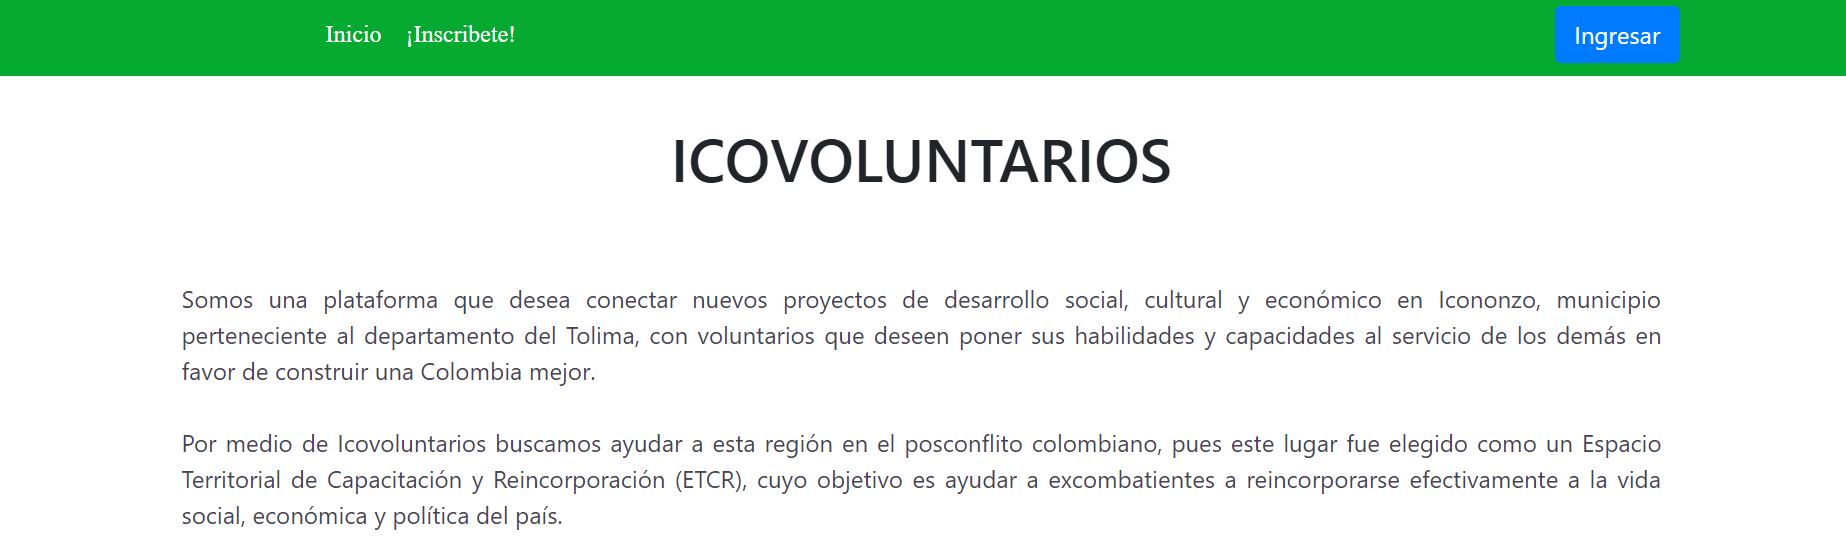 Inicio ¡Inscribete! Ingresar
ICOVOLUNTARIOS
Somos una plataforma que desea conectar nuevos proyectos de desarrollo social, cultural y económico en Icononzo, municipio
perteneciente al departamento del Tolima, con voluntarios que deseen poner sus habilidades y capacidades al servicio de los demás en
favor de construir una Colombia mejor.
Por medio de Icovoluntarios buscamos ayudar a esta región en el posconflito colombiano, pues este lugar fue elegido como un Espacio
Territorial de Capacitación y Reincorporación (ETCR), cuyo objetivo es ayudar a excombatientes a reincorporarse efectivamente a la vida
social, económica y política del país.